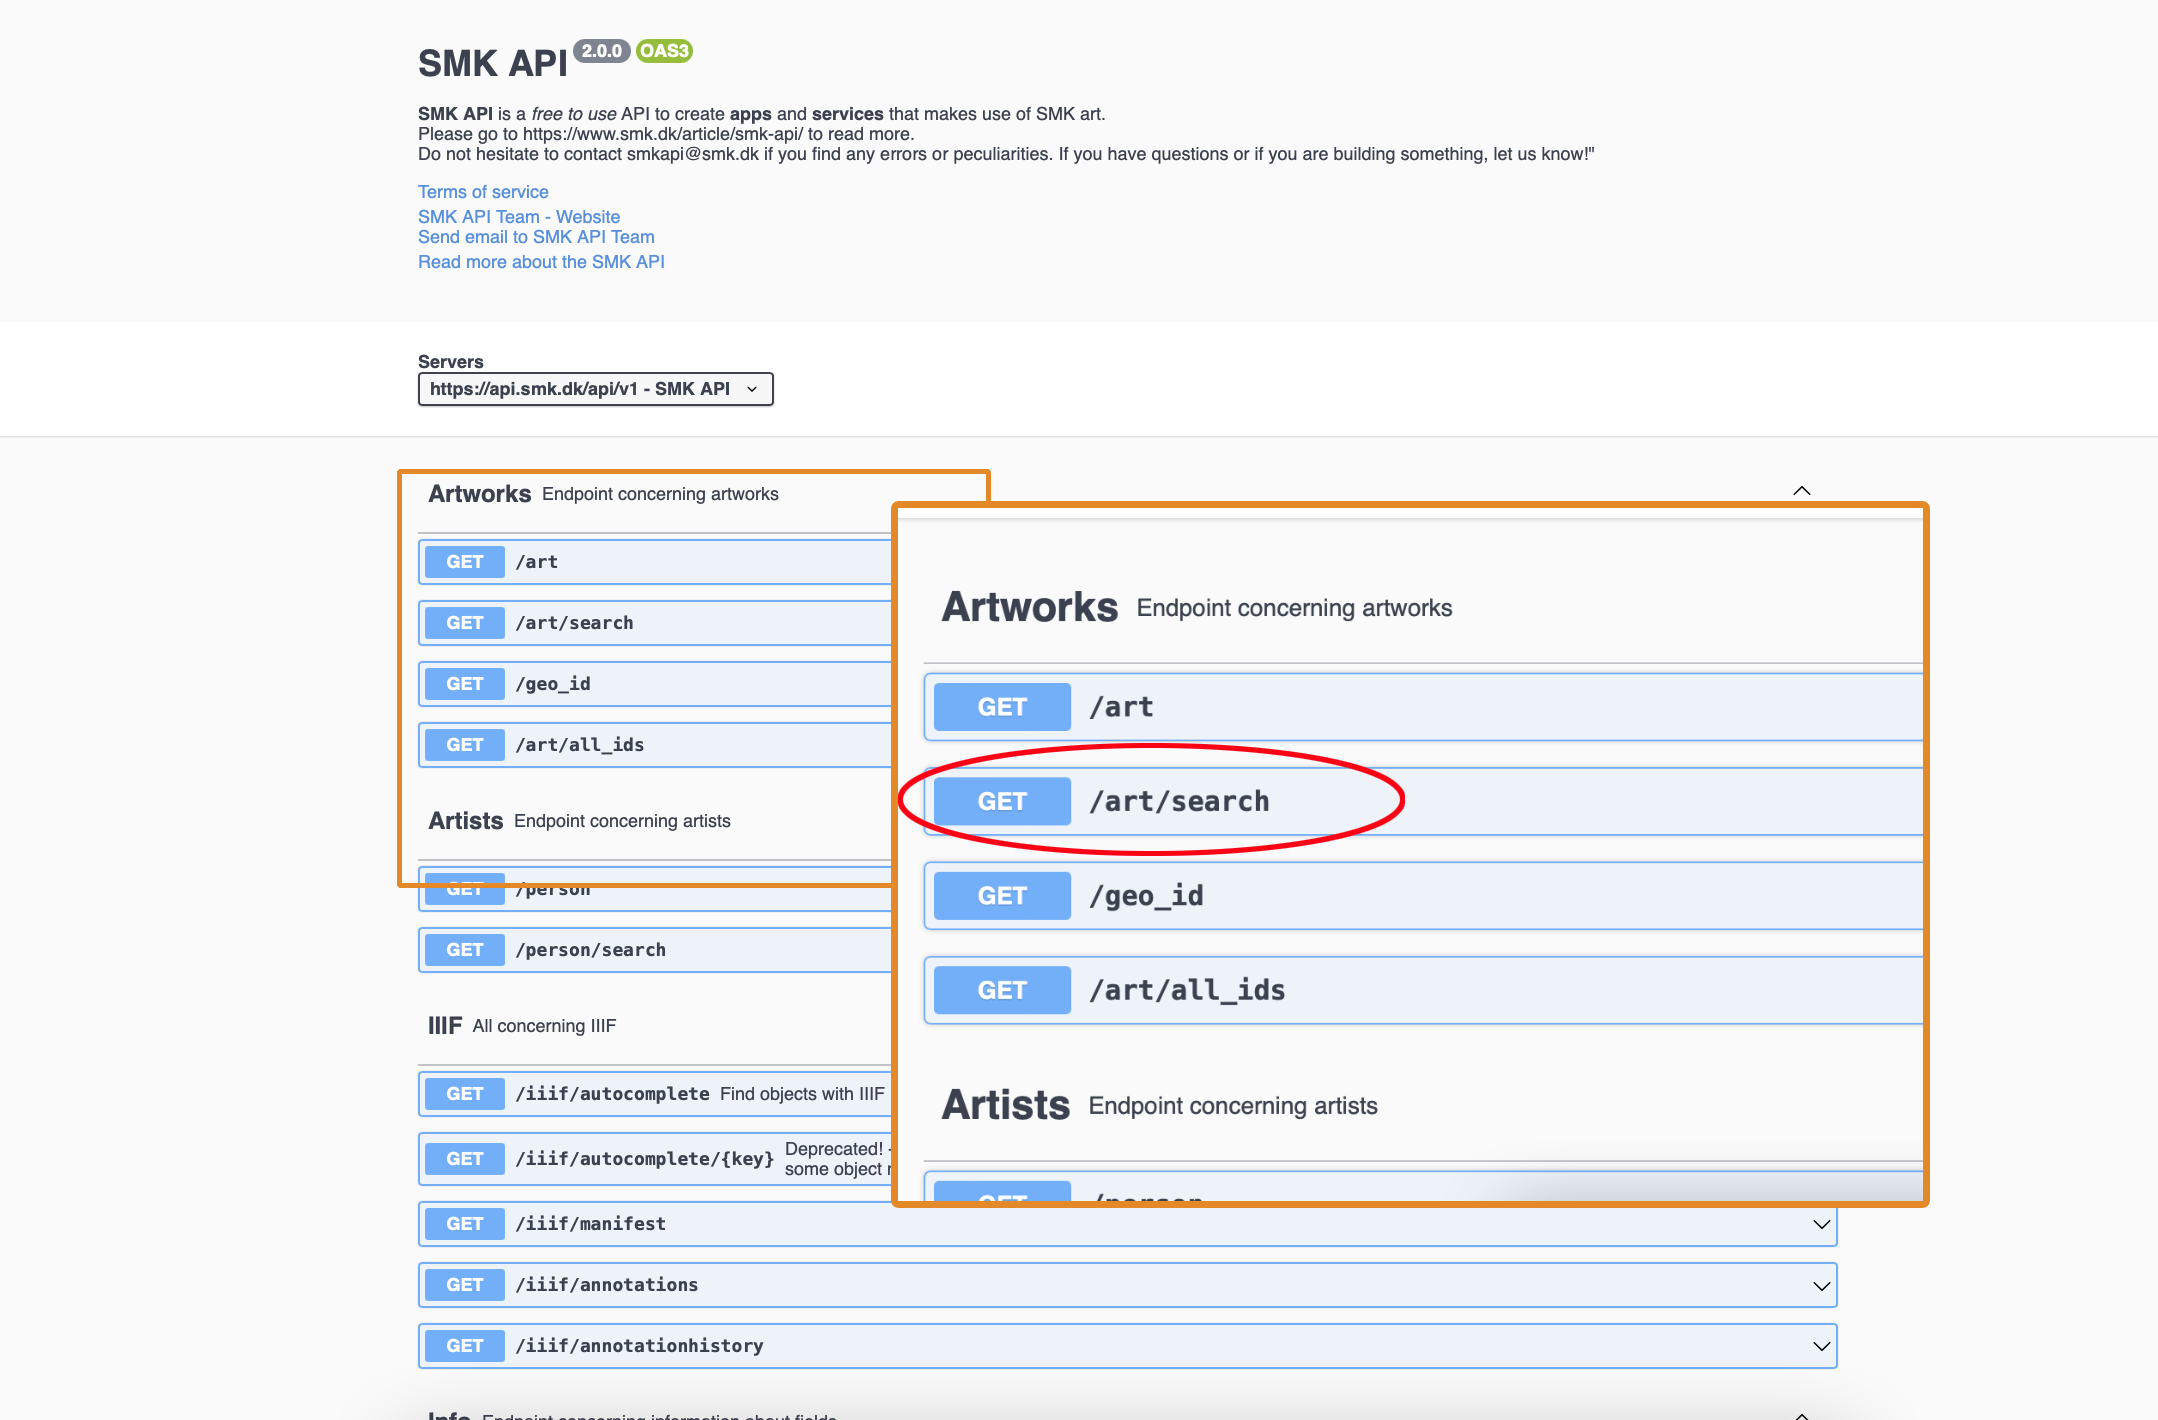 SMK API 2.0.0 OAS3
SMK API is a free to use API to create apps and services that makes use of SMK art.
Please go to https://www.smk.dk/article/smk-api/ to read more.
Do not hesitate to contact smkapi@smk.dk if you find any errors or peculiarities. If you have questions or if you are building something, let us know!"
Terms of service
SMK API Team - Website
Send email to SMK API Team
Read more about the SMK API
Servers
https://api.smk.dk/api/v1 - SMK API
Artworks Endpoint concerning artworks
GET /art
GET /art/search
GET /geo_id
GET /art/all_ids
Artists Endpoint concerning artists
GET /person
GET /person/search
IIIF All concerning IIIF
GET /iiif/autocomplete Find objects with IIIF
GET /iiif/autocomplete/{key} Deprecated! -
some object
GET /iiif/manifest
GET /iiif/annotations
GET /iiif/annotationhistory
Info Endpoint concerning information about fields
Artworks Endpoint concerning artworks
GET /art
GET /art/search
GET /geo_id
GET /art/all_ids
Artists Endpoint concerning artists
GET /person